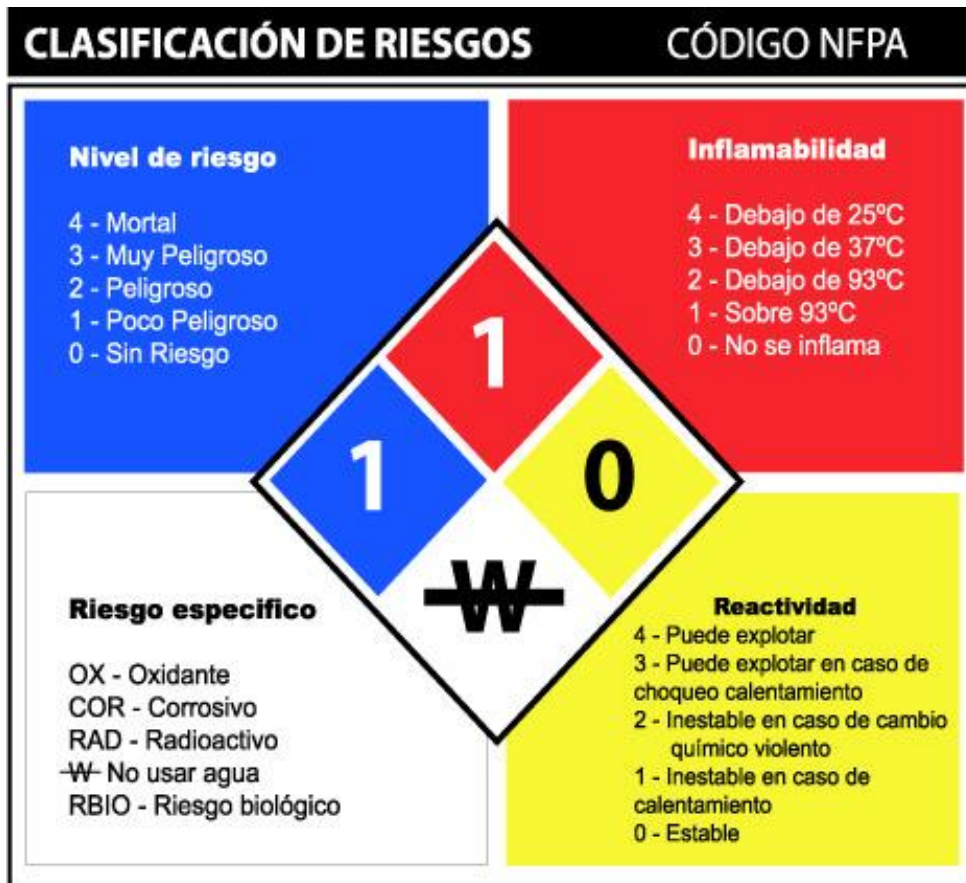 CLASIFICACIÓN DE RIESGOS CÓDIGO NFPA
Nivel de riesgo
4 - Mortal
3 - Muy Peligroso
2 - Peligroso
1 - Poco Peligroso
0 - Sin Riesgo
Inflamabilidad
4 - Debajo de 25ºC
3 - Debajo de 37ºC
2 - Debajo de 93ºC
1 - Sobre 93ºC
0 - No se inflama
1
1
0
W
Riesgo especifico
OX - Oxidante
COR - Corrosivo
RAD - Radioactivo
W No usar agua
RBIO - Riesgo biológico
Reactividad
4 - Puede explotar
3 - Puede explotar en caso de
choqueo calentamiento
2 - Inestable en caso de cambio
químico violento
1 - Inestable en caso de
calentamiento
0 - Estable